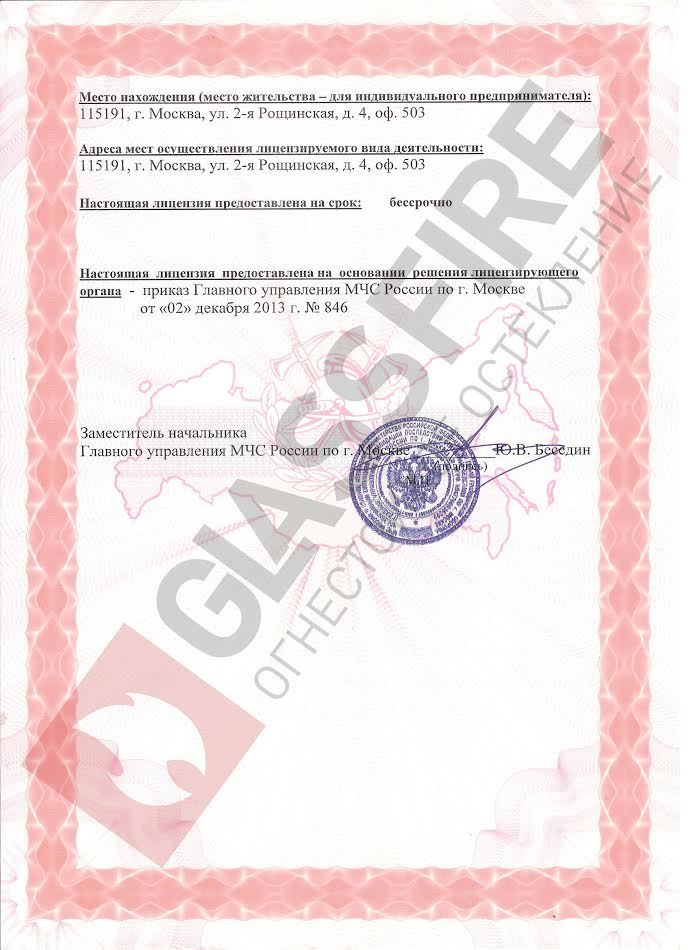 Место нахождения (место жительства – для индивидуального предпринимателя):
115191, г. Москва, ул. 2-я Рощинская, д. 4, оф. 503
Адреса мест осуществления лицензируемого вида деятельности:
115191, г. Москва, ул. 2-я Рощинская, д. 4, оф. 503
Настоящая лицензия предоставлена на срок: бессрочно
Настоящая лицензия предоставлена на основании решения лицензирующего
органа - приказ Главного управления МЧС России по г. Москве
от «02» декабря 2013 г. № 846
Заместитель начальника
Главного управления МЧС России по г. Москве Ю.В. Беседин
(подпись)
М.П.
GLASSFIRE
ОГНЕСТОЙКОЕ ОСТЕКЛЕНИЕ